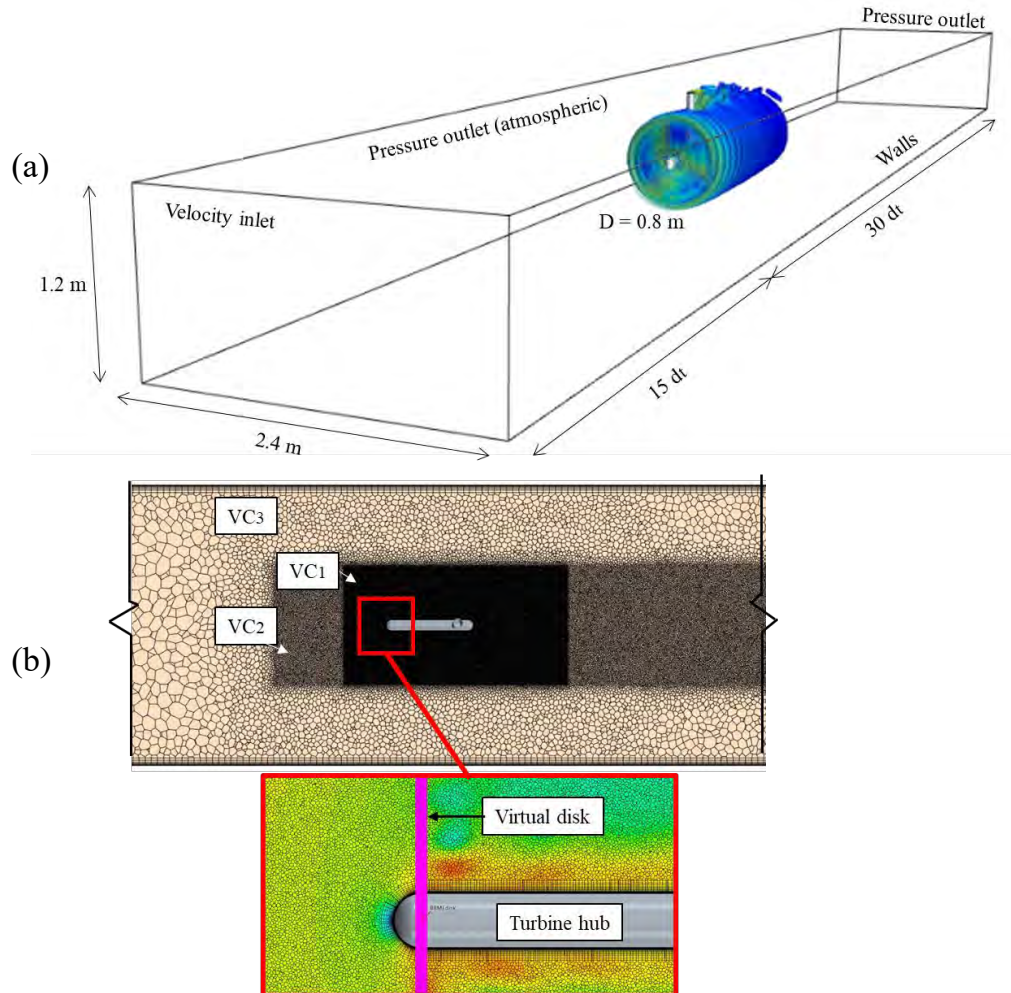 Pressure outlet
Pressure outlet (atmospheric)
(a)
Velocity inlet
Walls
D = 0.8 m
30 dt
1.2 m
15 dt
2.4 m
VC3
VC1
VC2
(b)
Virtual disk
Turbine hub